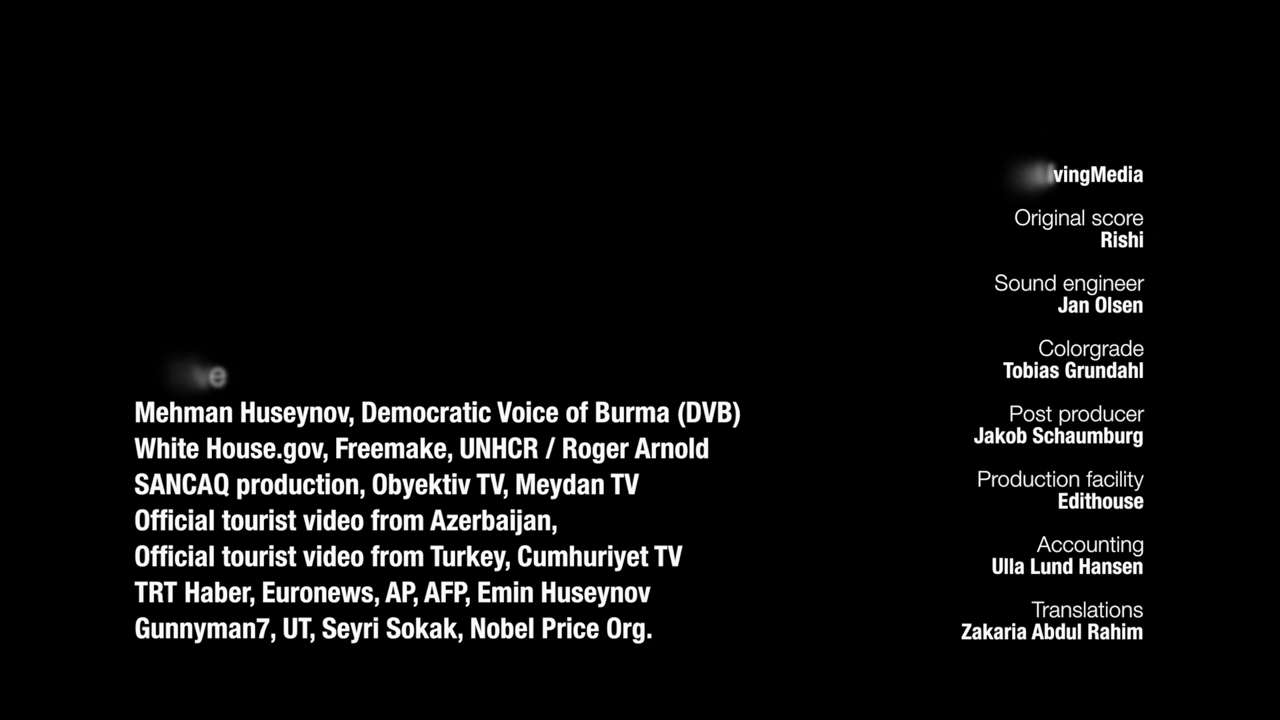 Mehman Huseynov, Democratic Voice of Burma (DVB)
White House.gov, Freemake, UNHCR / Roger Arnold
SANCAQ production, Obyektiv TV, Meydan TV
Official tourist video from Azerbaijan,
Official tourist video from Turkey, Cumhuriyet TV
TRT Haber, Euronews, AP, AFP, Emin Huseynov
Gunnyman7, UT, Seyri Sokak, Nobel Price Org.
Original score
Rishi
Sound engineer
Jan Olsen
Colorgrade
Tobias Grundahl
Post producer
Jakob Schaumburg
Production facility
Edithouse
Accounting
Ulla Lund Hansen
Translations
Zakaria Abdul Rahim